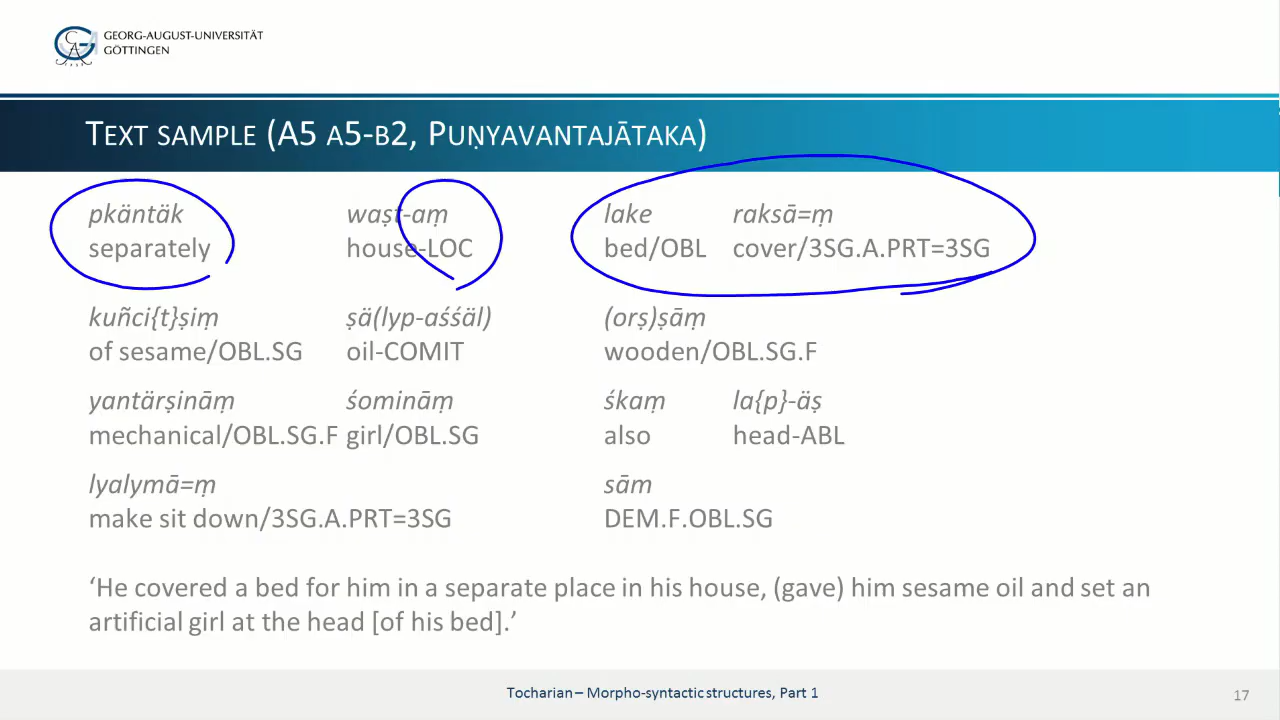 GEORG-AUGUST-UNIVERSITÄT
GÖTTINGEN
TEXT SAMPLE (A5 A5-B2, PUṆYAVANTAJĀTAKA)
pkäntäk waṣt-aṃ lake raksā=ṃ
separately house-LOC bed/OBL cover/3SG.A.PRT=3SG
kuñci{t}ṣiṃ ṣä(lyp-aśśäl) (orṣ)ṣāṃ
of sesame/OBL.SG oil-COMIT wooden/OBL.SG.F
yantärṣināṃ śomināṃ śkaṃ la{p}-äṣ
mechanical/OBL.SG.F girl/OBL.SG also head-ABL
lyalymā=ṃ sām
make sit down/3SG.A.PRT=3SG DEM.F.OBL.SG
‘He covered a bed for him in a separate place in his house, (gave) him sesame oil and set an
artificial girl at the head [of his bed].’
Tocharian – Morpho-syntactic structures, Part 1
17